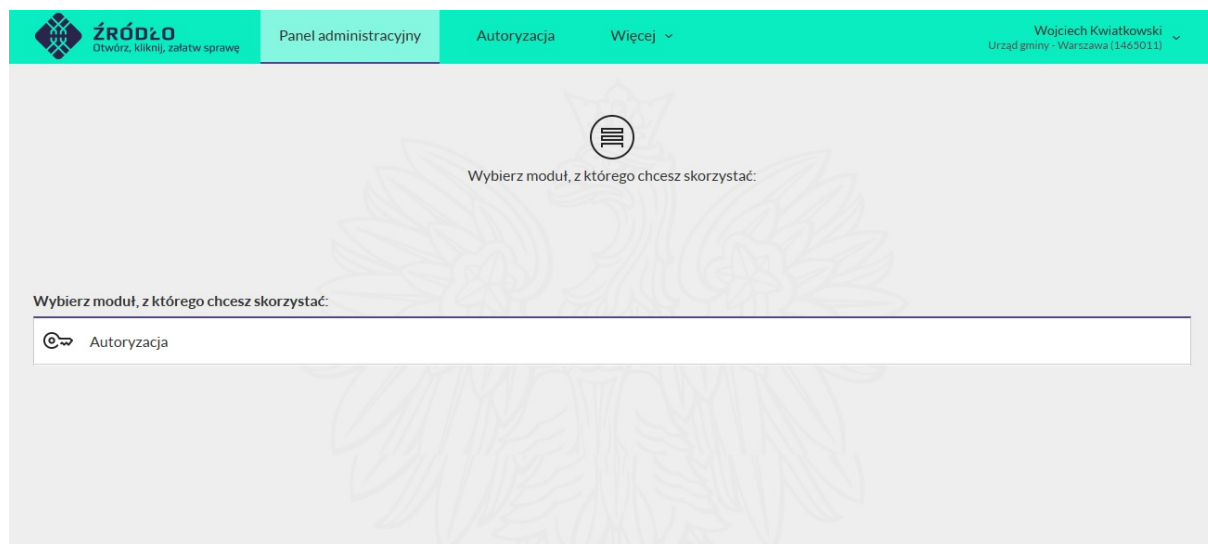 ŹRÓDŁO
Otwórz, kliknij, załatw sprawę
Panel administracyjny
Autoryzacja
Więcej
Wojciech Kwiatkowski
Urząd gminy - Warszawa (1465011)
Wybierz moduł, z którego chcesz skorzystać:
Wybierz moduł, z którego chcesz skorzystać:
Autoryzacja